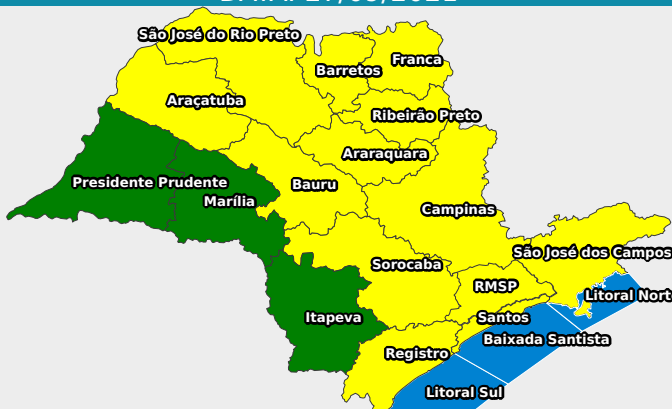 São José do Rio Preto
Franca
Barretos
Araçatuba
Ribeirão Preto
Araraquara
Presidente Prudente
Bauru
Marília
Campinas
São José dos Campos
Sorocaba
RMSP
Litoral Nort
Itapeva
Santos
Baixada Santista
Registro
Litoral Sul